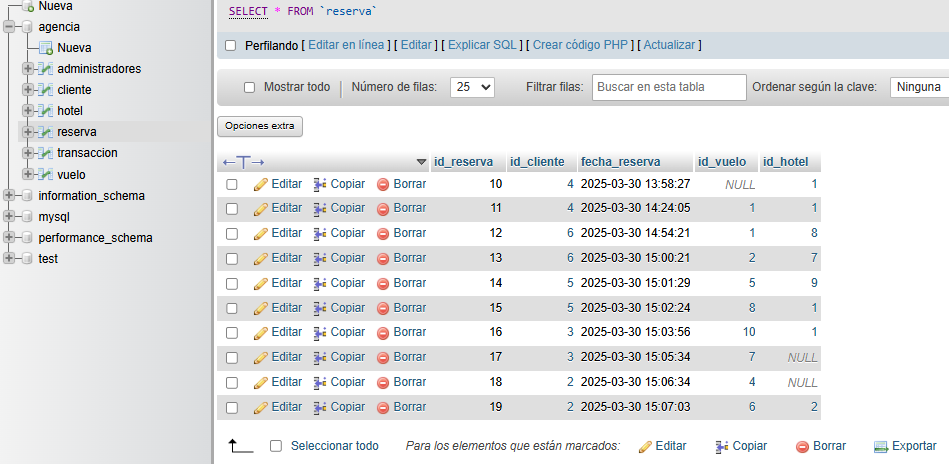 Nueva
agencia
Nueva
administradores
cliente
hotel
reserva
transaccion
vuelo
information_schema
mysql
performance_schema
test
SELECT * FROM `reserva`
Perfilando [ Editar en línea ] [ Editar ] [ Explicar SQL ] [ Crear código PHP ] [ Actualizar ]
Mostrar todo Número de filas: 25 Filtrar filas: Buscar en esta tabla Ordenar según la clave: Ninguna
Opciones extra
←T→ id_reserva id_cliente fecha_reserva id_vuelo id_hotel
Editar Copiar Borrar 10 4 2025-03-30 13:58:27 NULL 1
Editar Copiar Borrar 11 4 2025-03-30 14:24:05 1 1
Editar Copiar Borrar 12 6 2025-03-30 14:54:21 1 8
Editar Copiar Borrar 13 6 2025-03-30 15:00:21 2 7
Editar Copiar Borrar 14 5 2025-03-30 15:01:29 5 9
Editar Copiar Borrar 15 5 2025-03-30 15:02:24 8 1
Editar Copiar Borrar 16 3 2025-03-30 15:03:56 10 1
Editar Copiar Borrar 17 3 2025-03-30 15:05:34 7 NULL
Editar Copiar Borrar 18 2 2025-03-30 15:06:34 4 NULL
Editar Copiar Borrar 19 2 2025-03-30 15:07:03 6 2
Seleccionar todo Para los elementos que están marcados: Editar Copiar Borrar Exportar